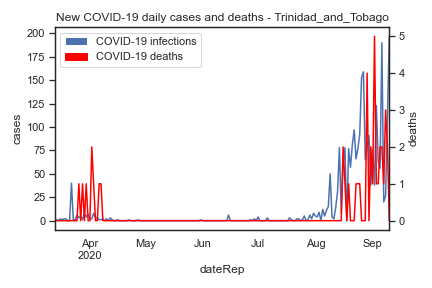 New COVID-19 daily cases and deaths - Trinidad_and_Tobago
COVID-19 infections
COVID-19 deaths
200
175
150
125
100
75
50
25
0
cases
5
4
3
2
1
0
deaths
Apr
2020
May
Jun
Jul
Aug
Sep
dateRep